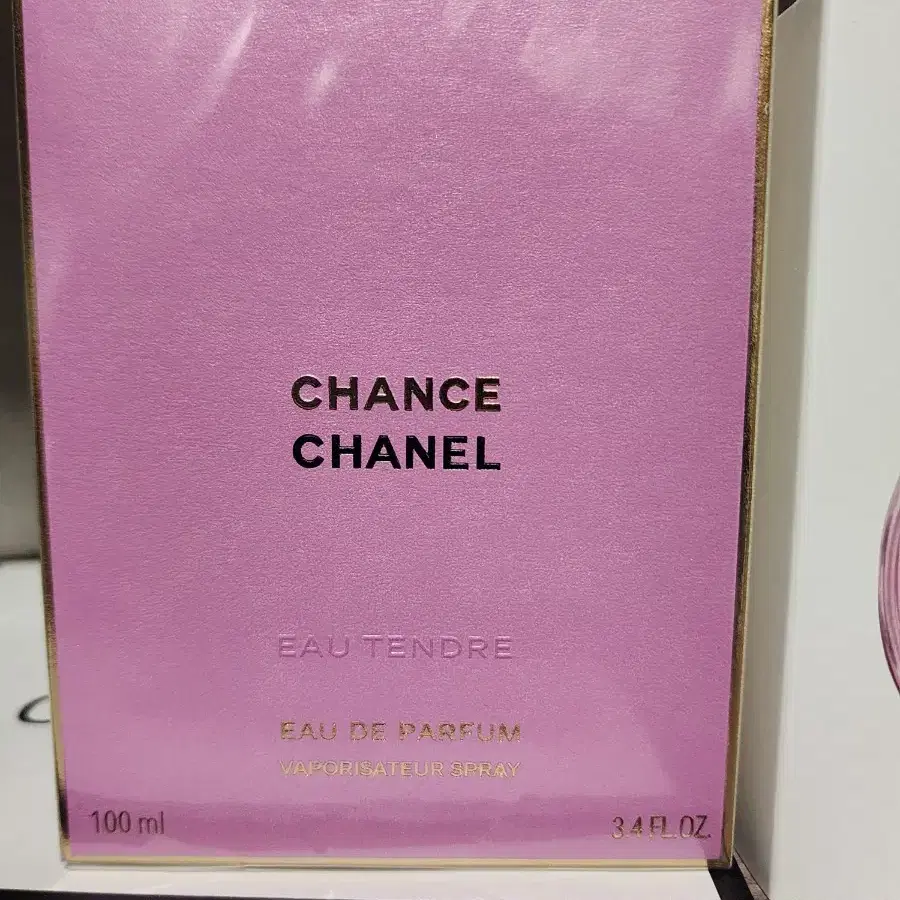 CHANCE
CHANEL
EAU TENDRE
EAU DE PARFUM
VAPORISATEUR SPRAY
100 ml
3.4 FL.OZ.